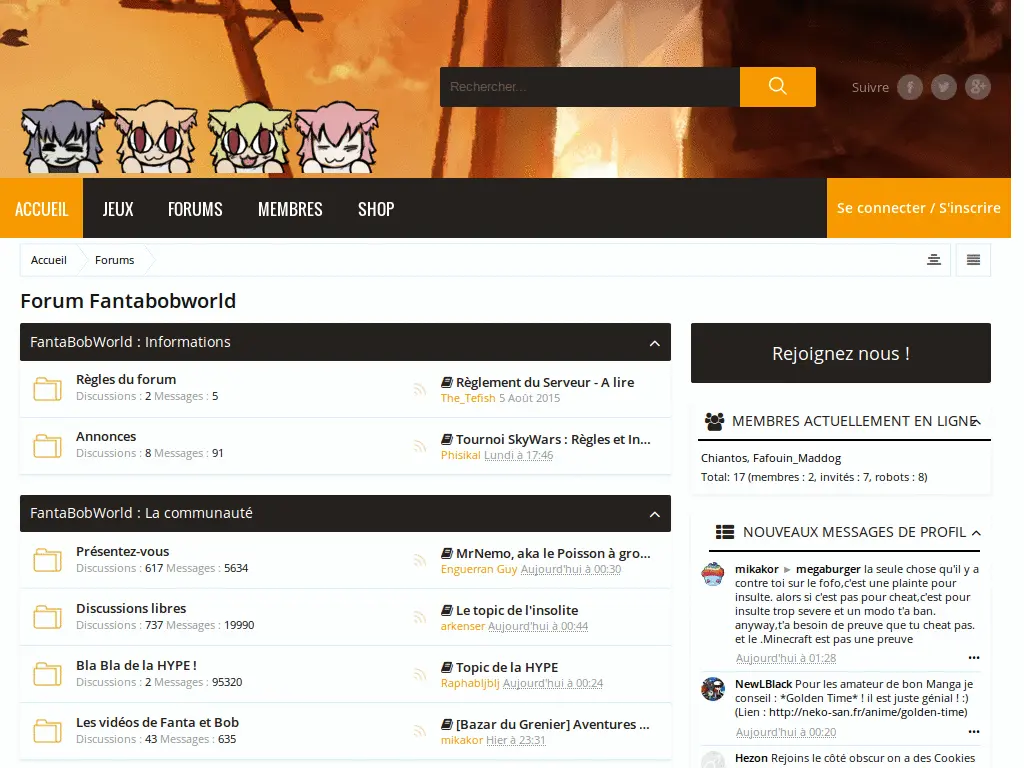 Rechercher...
Suivre
ACCUEIL JEUX FORUMS MEMBRES SHOP Se connecter / S'inscrire
Accueil Forums
Forum Fantabobworld
FantaBobWorld : Informations
Règles du forum
Discussions : 2 Messages : 5
Règlement du Serveur - A lire
The_Tefish 5 Août 2015
Annonces
Discussions : 8 Messages : 91
Tournoi SkyWars : Règles et In...
Phisikal Lundi à 17:46
FantaBobWorld : La communauté
Présentez-vous
Discussions : 617 Messages : 5634
MrNemo, aka le Poisson à gro...
Enguerran Guy Aujourd'hui à 00:30
Discussions libres
Discussions : 737 Messages : 19990
Le topic de l'insolite
arkenser Aujourd'hui à 00:44
Bla Bla de la HYPE !
Discussions : 2 Messages : 95320
Topic de la HYPE
Raphabljblj Aujourd'hui à 00:24
Les vidéos de Fanta et Bob
Discussions : 43 Messages : 635
[Bazar du Grenier] Aventures ...
mikakor Hier à 23:31
Rejoignez nous !
MEMBRES ACTUELLEMENT EN LIGNE
Chiantos, Fafouin_Maddog
Total: 17 (membres : 2, invités : 7, robots : 8)
NOUVEAUX MESSAGES DE PROFIL
mikakor ► megaburger la seule chose qu'il y a
contre toi sur le fofo,c'est une plainte pour
insulte. alors si c'est pas pour cheat,c'est pour
insulte trop severe et un modo t'a ban.
anyway,t'a besoin de preuve que tu cheat pas.
et le .Minecraft est pas une preuve
Aujourd'hui à 01:28 •••
NewLBlack Pour les amateur de bon Manga je
conseil : *Golden Time* ! il est juste génial ! :)
(Lien : http://neko-san.fr/anime/golden-time)
Aujourd'hui à 00:20 •••
Hezon Rejoins le côté obscur on a des Cookies